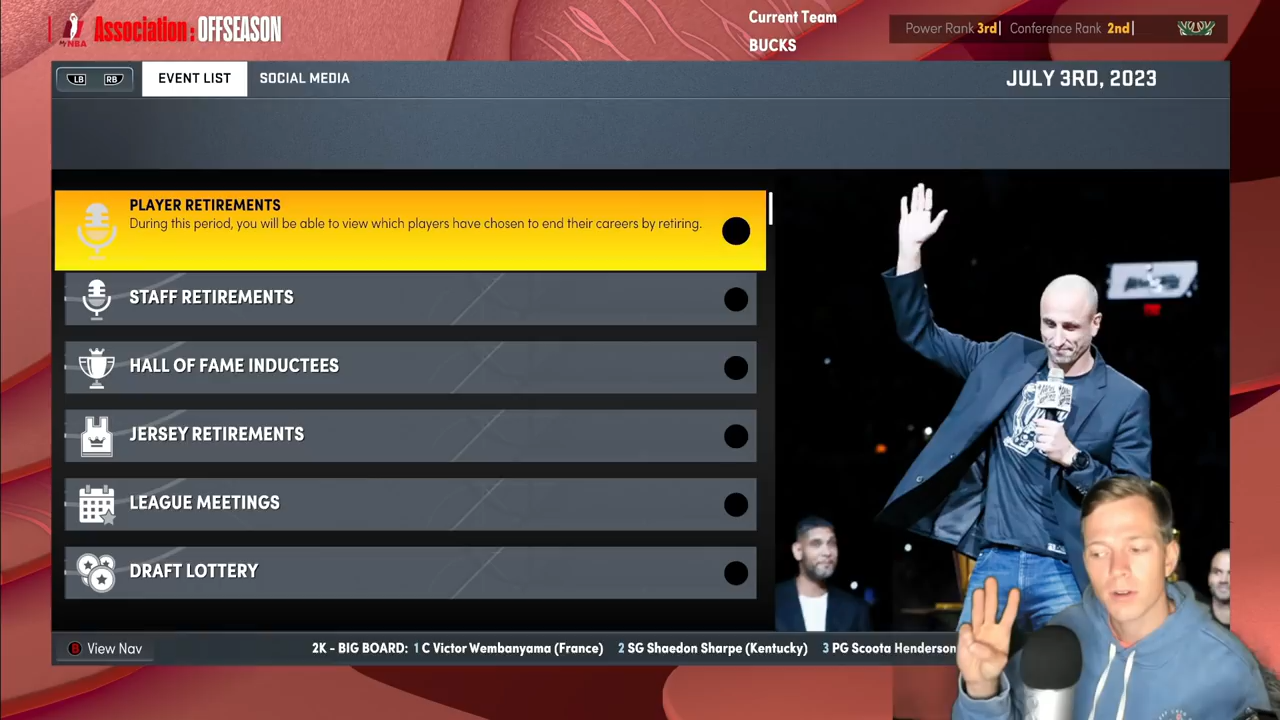 Association: OFFSEASON
MyNBA
Current Team
BUCKS
Power Rank 3rd| Conference Rank 2nd|
LB RB EVENT LIST SOCIAL MEDIA JULY 3RD, 2023
PLAYER RETIREMENTS
During this period, you will be able to view which players have chosen to end their careers by retiring.
STAFF RETIREMENTS
HALL OF FAME INDUCTEES
JERSEY RETIREMENTS
LEAGUE MEETINGS
DRAFT LOTTERY
B View Nav 2K - BIG BOARD: 1 C Victor Wembanyama (France) 2 SG Shaedon Sharpe (Kentucky) 3 PG Scoota Henderson